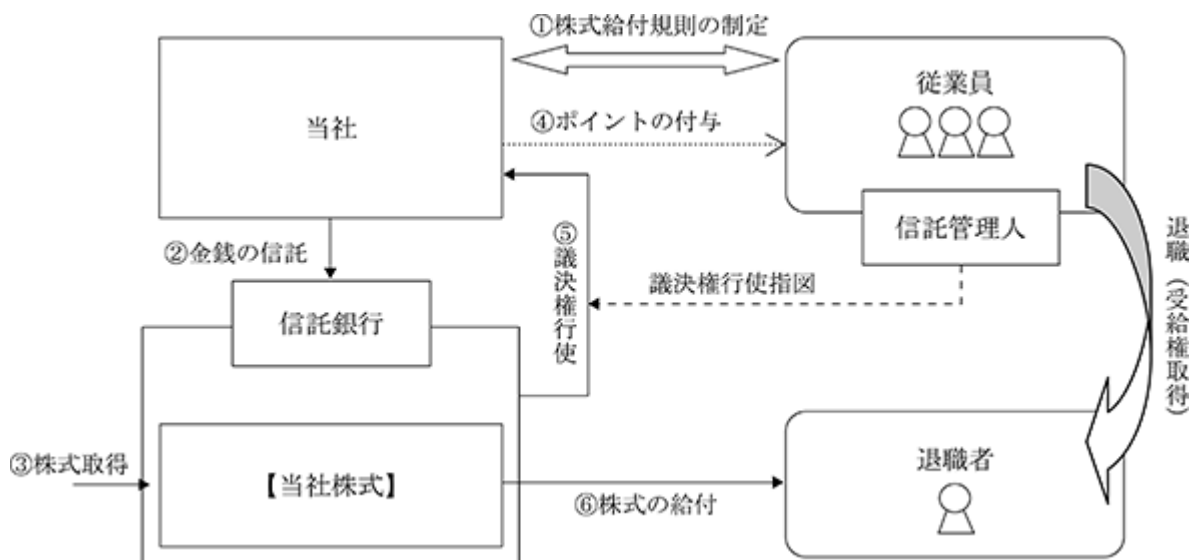 ①株式給付規則の制定
当社
従業員
④ポイントの付与
信託管理人
②金銭の信託
⑤議決権行使
議決権行使指図
退職（受給権取得）
信託銀行
③株式取得
【当社株式】
⑥株式の給付
退職者